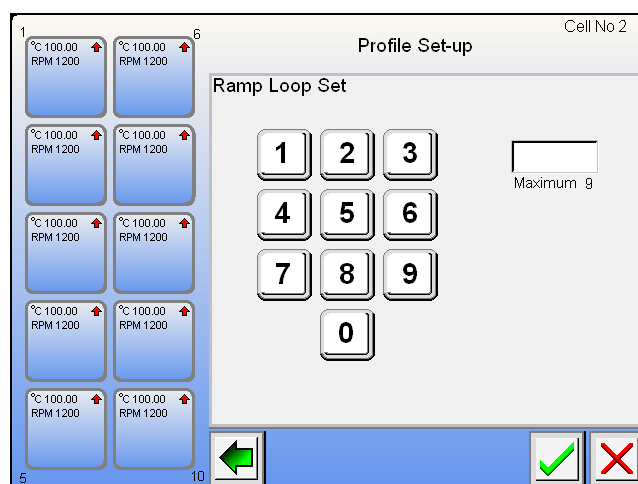 Cell No 2
Profile Set-up
1
6
°C 100.00
RPM 1200
°C 100.00
RPM 1200
°C 100.00
RPM 1200
°C 100.00
RPM 1200
°C 100.00
RPM 1200
°C 100.00
RPM 1200
°C 100.00
RPM 1200
°C 100.00
RPM 1200
°C 100.00
RPM 1200
°C 100.00
RPM 1200
5
10
Ramp Loop Set
1 2 3
4 5 6
7 8 9
0
Maximum 9